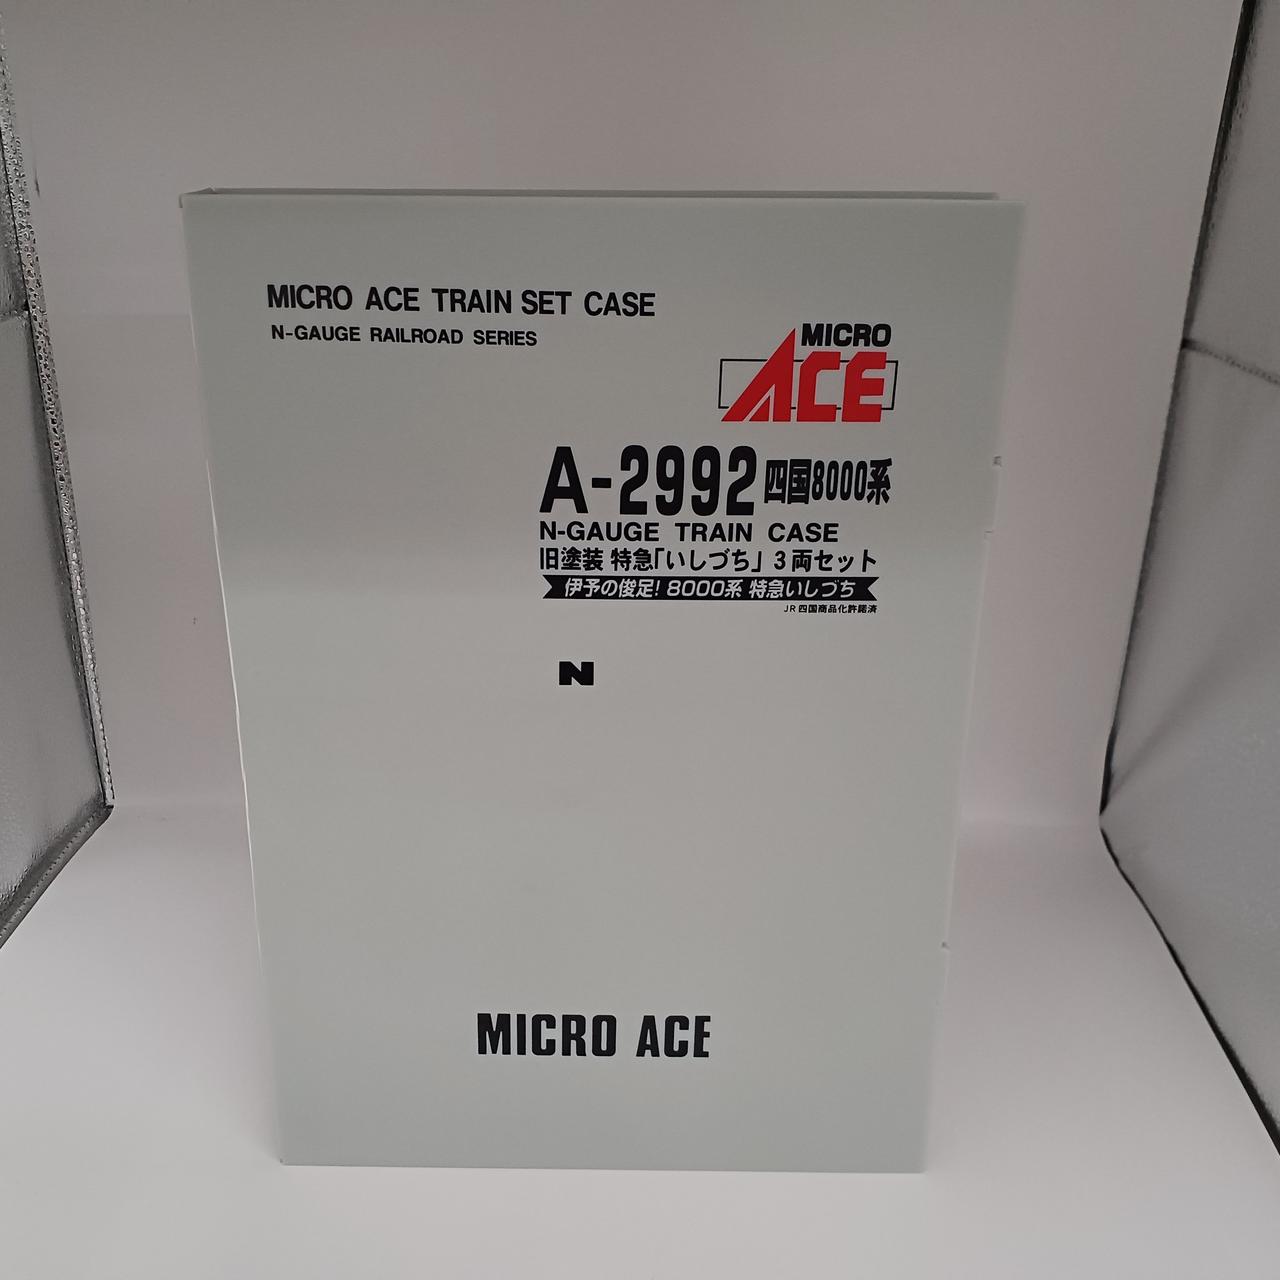 MICRO ACE TRAIN SET CASE
N-GAUGE RAILROAD SERIES
MICRO
ACE
A-2992 四国8000系
N-GAUGE TRAIN CASE
旧塗装 特急「いしづち」 3両セット
伊予の俊足! 8000系 特急いしづち
JR四国商品化許諾済
N
MICRO ACE